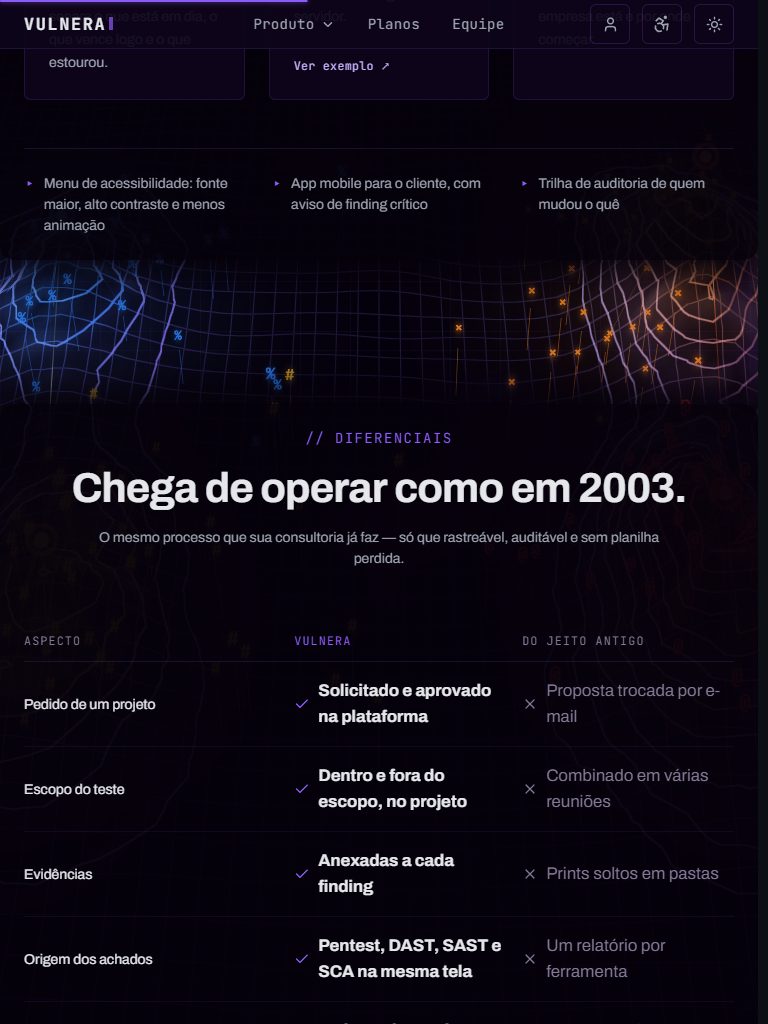 VULNERA
Produto
Planos
Equipe
que está em dia, o
que vence logo e o que
estourou.
Ver exemplo ↗
Menu de acessibilidade: fonte
maior, alto contraste e menos
animação
App mobile para o cliente, com
aviso de finding crítico
Trilha de auditoria de quem
mudou o quê
// DIFERENCIAIS
Chega de operar como em 2003.
O mesmo processo que sua consultoria já faz — só que rastreável, auditável e sem planilha
perdida.
ASPECTO
VULNERA
DO JEITO ANTIGO
Pedido de um projeto
Solicitado e aprovado
na plataforma
Proposta trocada por e-
mail
Escopo do teste
Dentro e fora do
escopo, no projeto
Combinado em várias
reuniões
Evidências
Anexadas a cada
finding
Prints soltos em pastas
Origem dos achados
Pentest, DAST, SAST e
SCA na mesma tela
Um relatório por
ferramenta